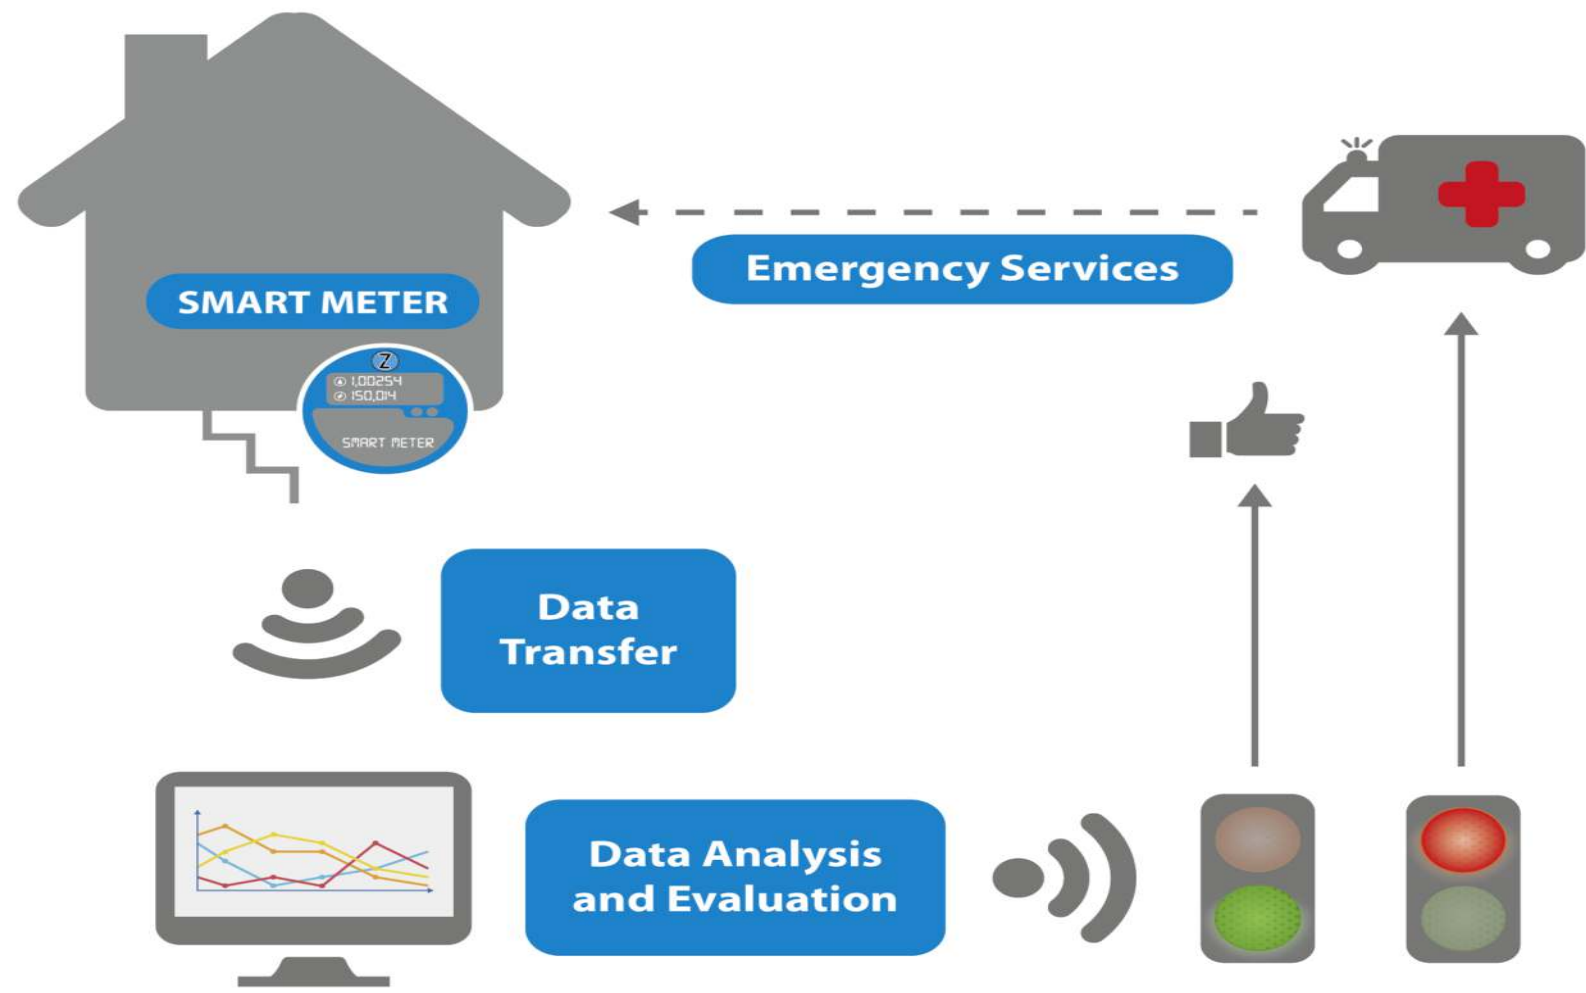 SMART METER
Z
1,00254
150,014
SMART METER
Emergency Services
Data
Transfer
Data Analysis
and Evaluation